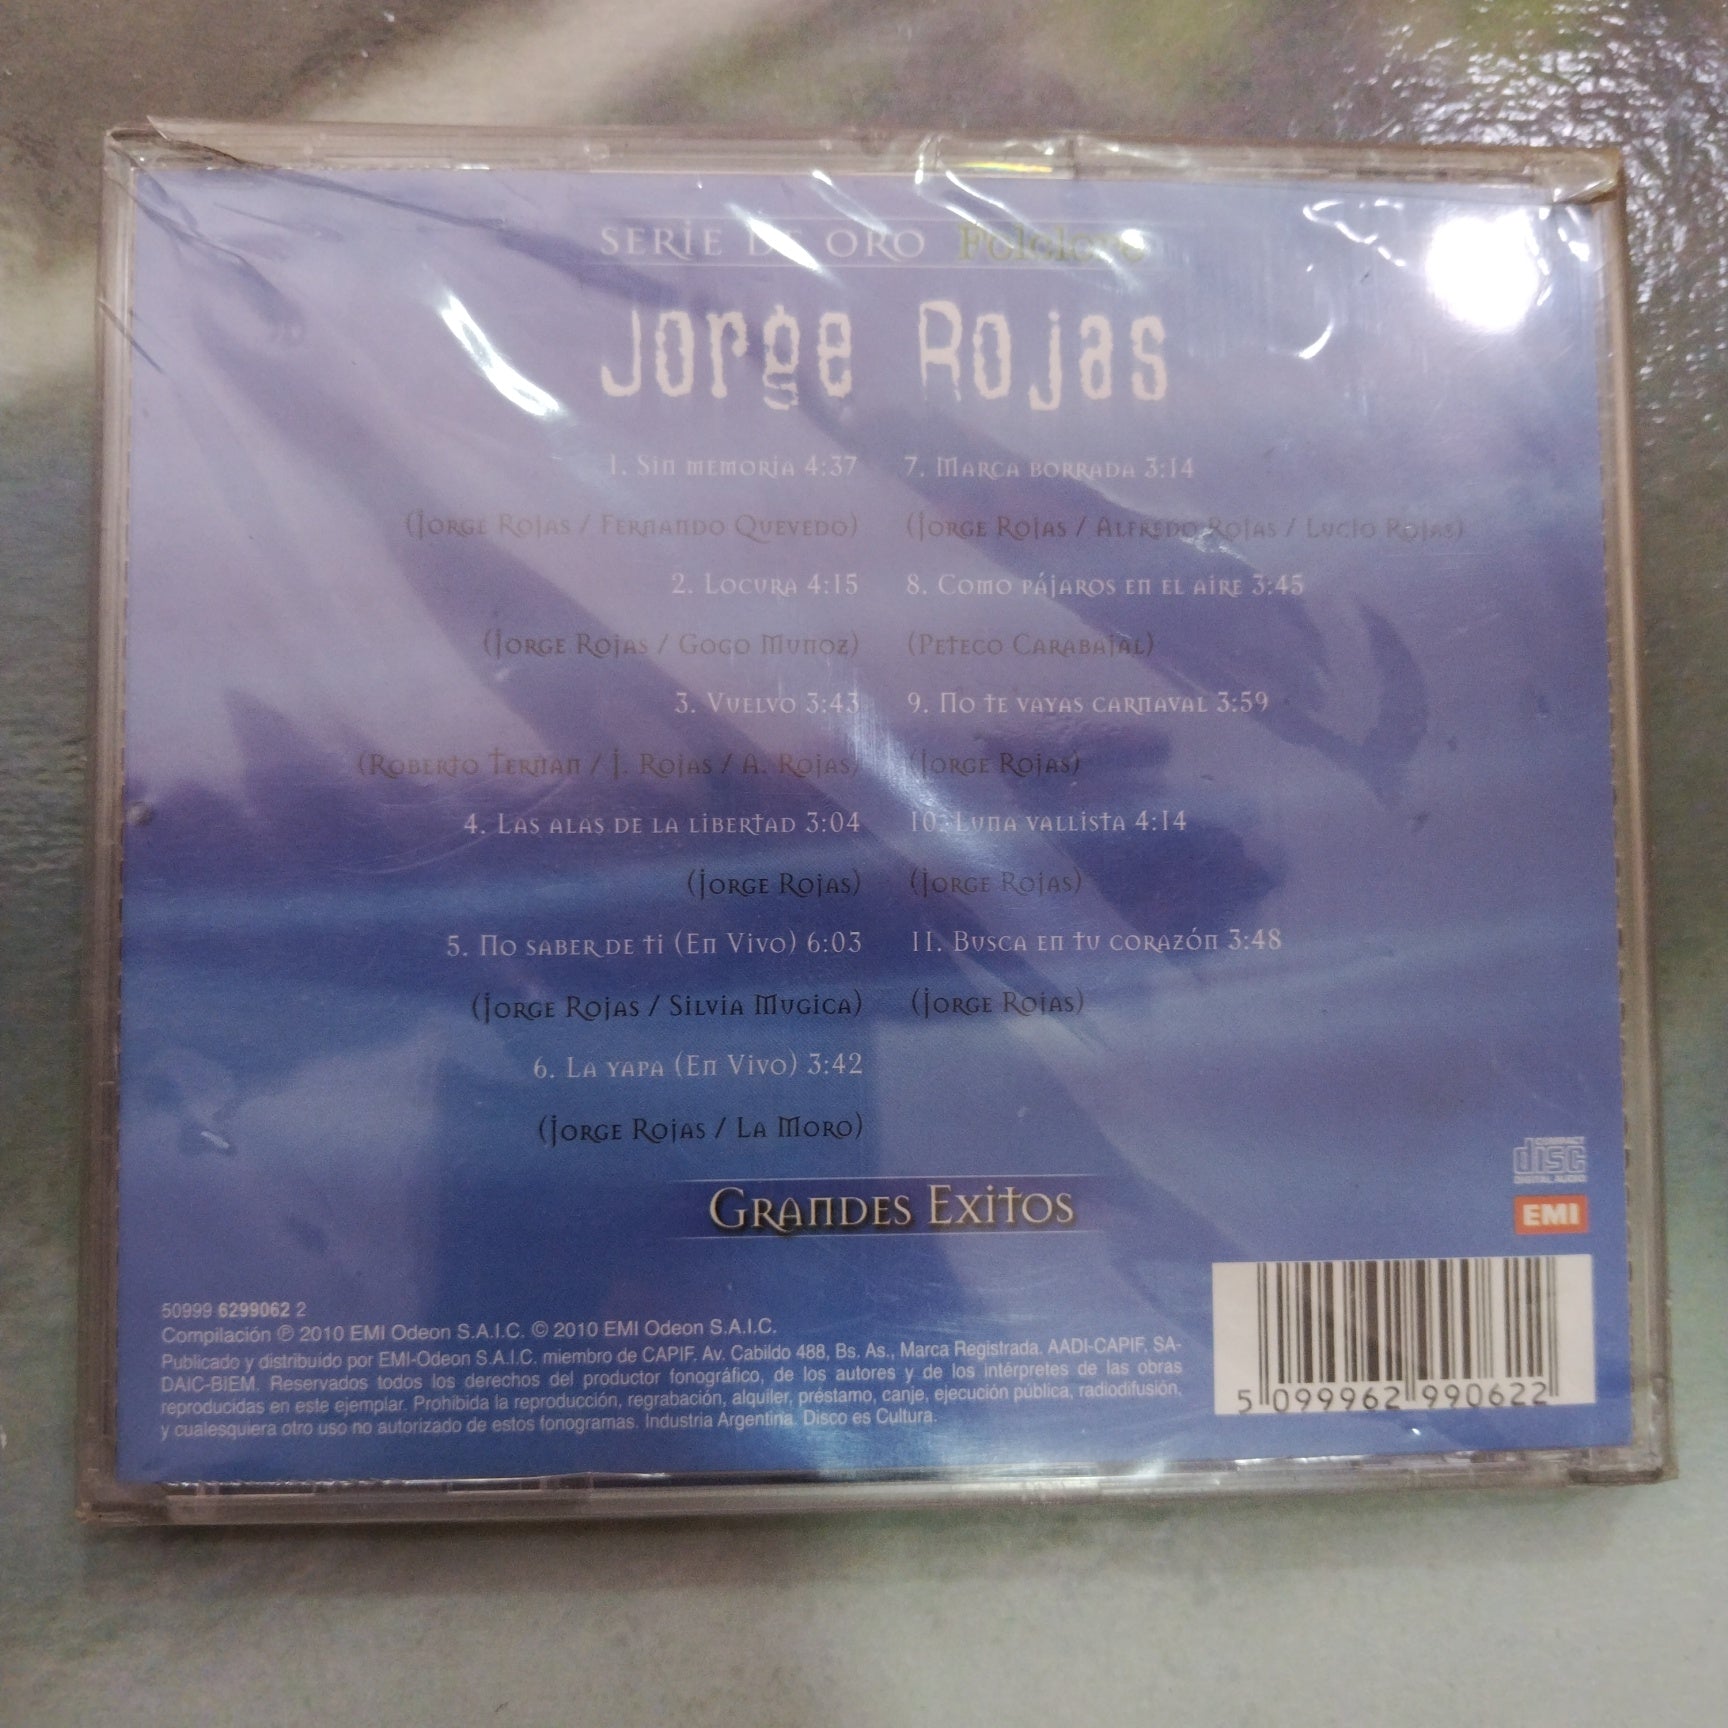 SERIE DE ORO Folclore
Jorge Rojas
1. Sin memoria 4:37
(Jorge Rojas / Fernando Quevedo)
2. Locura 4:15
(Jorge Rojas / Gogo Muñoz)
3. Vuelvo 3:43
(Roberto Ternan / J. Rojas / A. Rojas)
4. Las alas de la libertad 3:04
(Jorge Rojas)
5. No saber de ti (En Vivo) 6:03
(Jorge Rojas / Silvia Mugica)
6. La yapa (En Vivo) 3:42
(Jorge Rojas / La Moro)
7. Marca borrada 3:14
(Jorge Rojas / Alfredo Rojas / Lucio Rojas)
8. Como pájaros en el aire 3:45
(Peteco Carabajal)
9. No te vayas carnaval 3:59
(Jorge Rojas)
10. Luna vallista 4:14
(Jorge Rojas)
11. Busca en tu corazón 3:48
(Jorge Rojas)
Grandes Exitos
COMPACT
disc
DIGITAL AUDIO
EMI
50999 6299062 2
Compilación ℗ 2010 EMI Odeon S.A.I.C. © 2010 EMI Odeon S.A.I.C.
Publicado y distribuido por EMI-Odeon S.A.I.C. miembro de CAPIF. Av. Cabildo 488, Bs. As., Marca Registrada. AADI-CAPIF, SA-
DAIC-BIEM. Reservados todos los derechos del productor fonográfico, de los autores y de los intérpretes de las obras
reproducidas en este ejemplar. Prohibida la reproducción, regrabación, alquiler, préstamo, canje, ejecución pública, radiodifusión,
y cualesquiera otro uso no autorizado de estos fonogramas. Industria Argentina. Disco es Cultura.
5 099962 990622